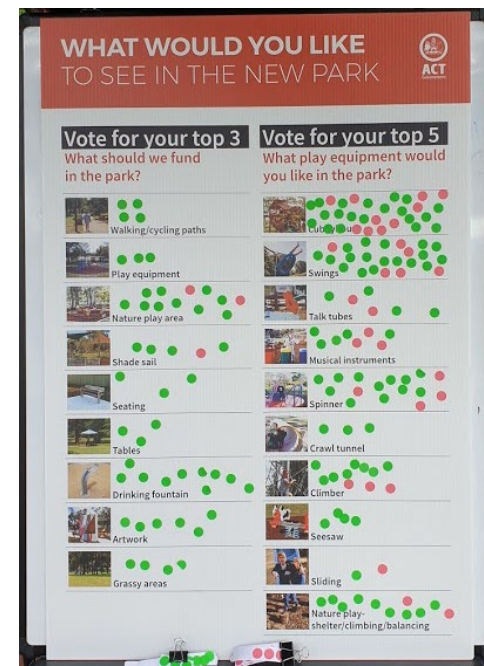 WHAT WOULD YOU LIKE
TO SEE IN THE NEW PARK
ACT
Vote for your top 3
What should we fund
in the park?
Walking/cycling paths
Play equipment
Nature play area
Shade sail
Seating
Tables
Drinking fountain
Artwork
Grassy areas
Vote for your top 5
What play equipment would
you like in the park?
Swings
Talk tubes
Musical instruments
Spinner
Crawl tunnel
Climber
Seesaw
Sliding
Nature play-
shelter/climbing/balancing